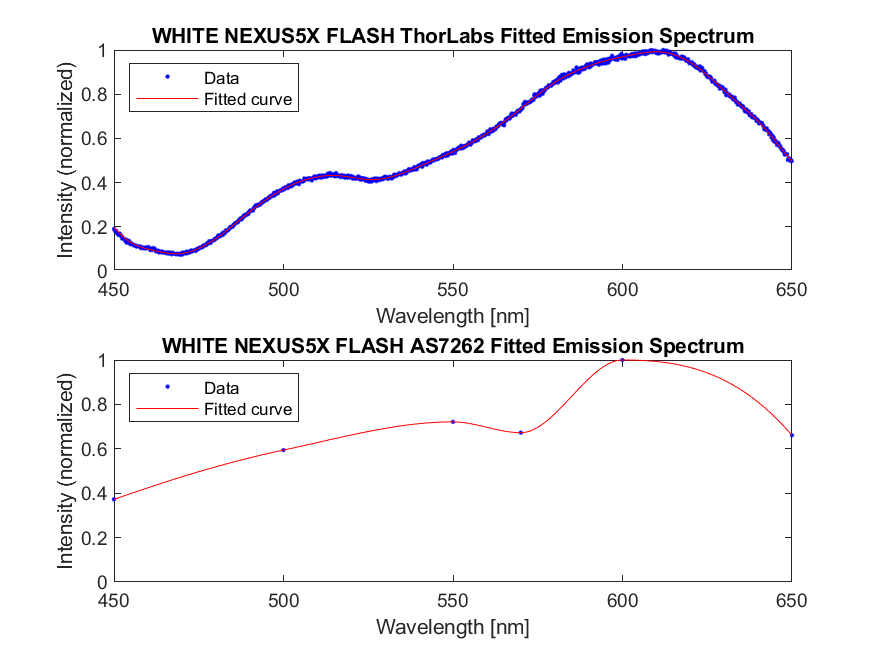 WHITE NEXUS5X FLASH ThorLabs Fitted Emission Spectrum
Intensity (normalized)
1
0.8
0.6
0.4
0.2
0
Data
Fitted curve
450 500 550 600 650
Wavelength [nm]
WHITE NEXUS5X FLASH AS7262 Fitted Emission Spectrum
Intensity (normalized)
1
0.8
0.6
0.4
0.2
0
Data
Fitted curve
450 500 550 600 650
Wavelength [nm]